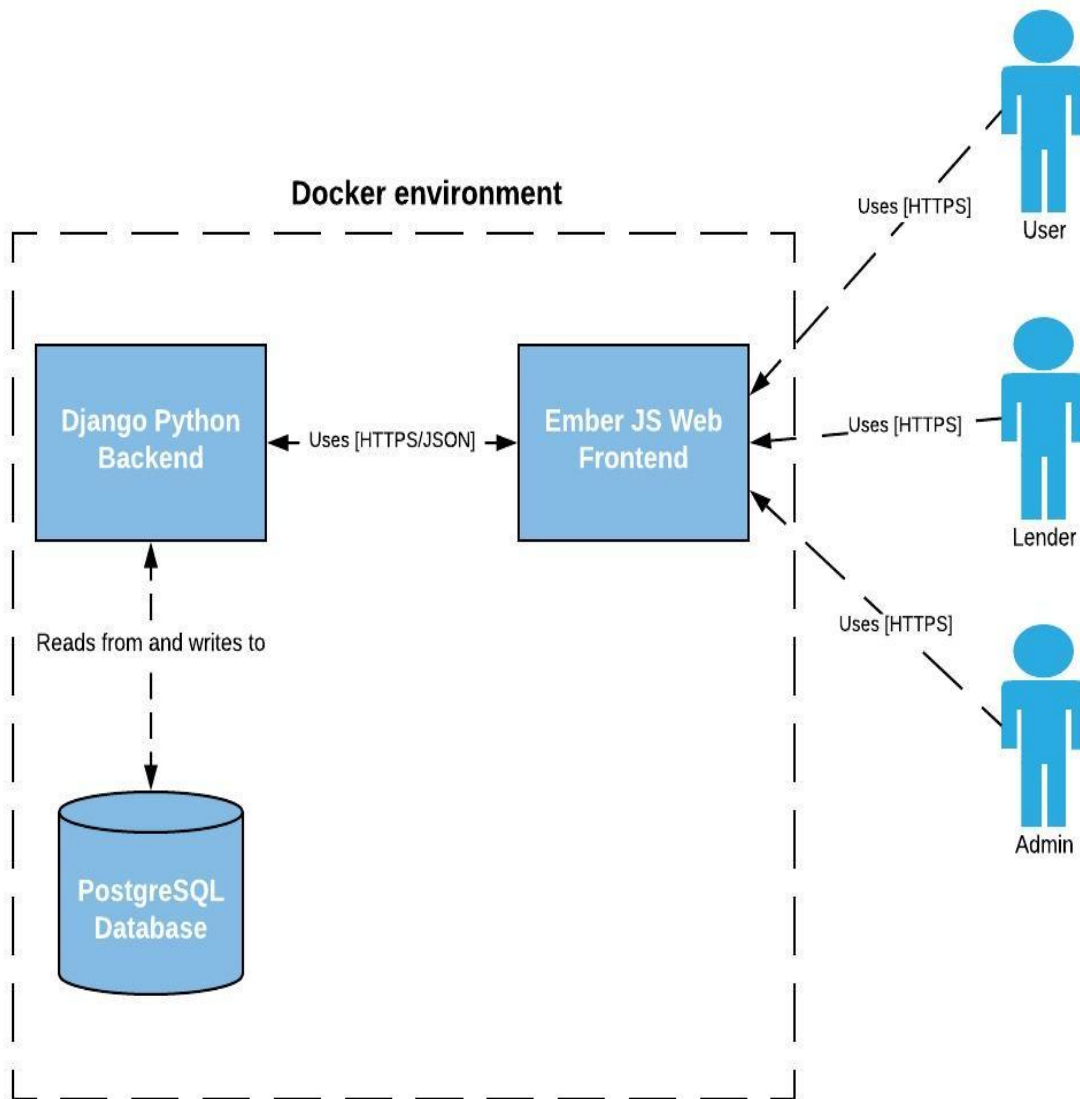 Docker environment
Uses [HTTPS]
User
Django Python
Backend
Uses [HTTPS/JSON]
Ember JS Web
Frontend
Uses [HTTPS]
Lender
Reads from and writes to
Uses [HTTPS]
Admin
PostgreSQL
Database